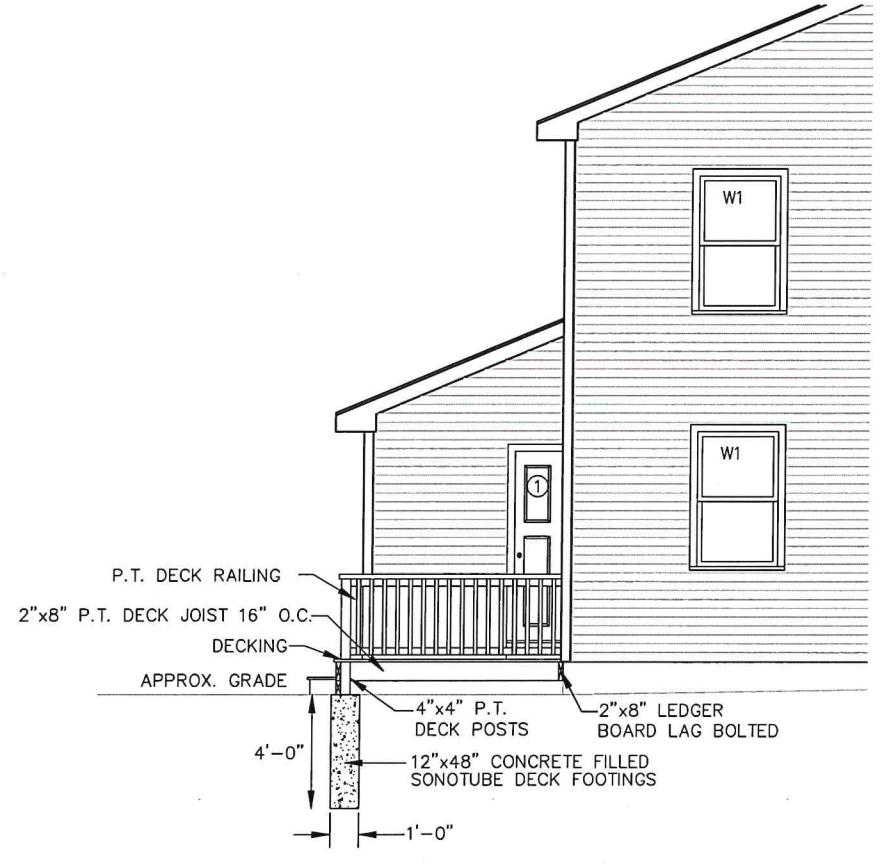 W1
W1
1
P.T. DECK RAILING
2"x8" P.T. DECK JOIST 16" O.C.
DECKING
APPROX. GRADE
4"x4" P.T.
DECK POSTS
2"x8" LEDGER
BOARD LAG BOLTED
4'-0"
12"x48" CONCRETE FILLED
SONOTUBE DECK FOOTINGS
1'-0"